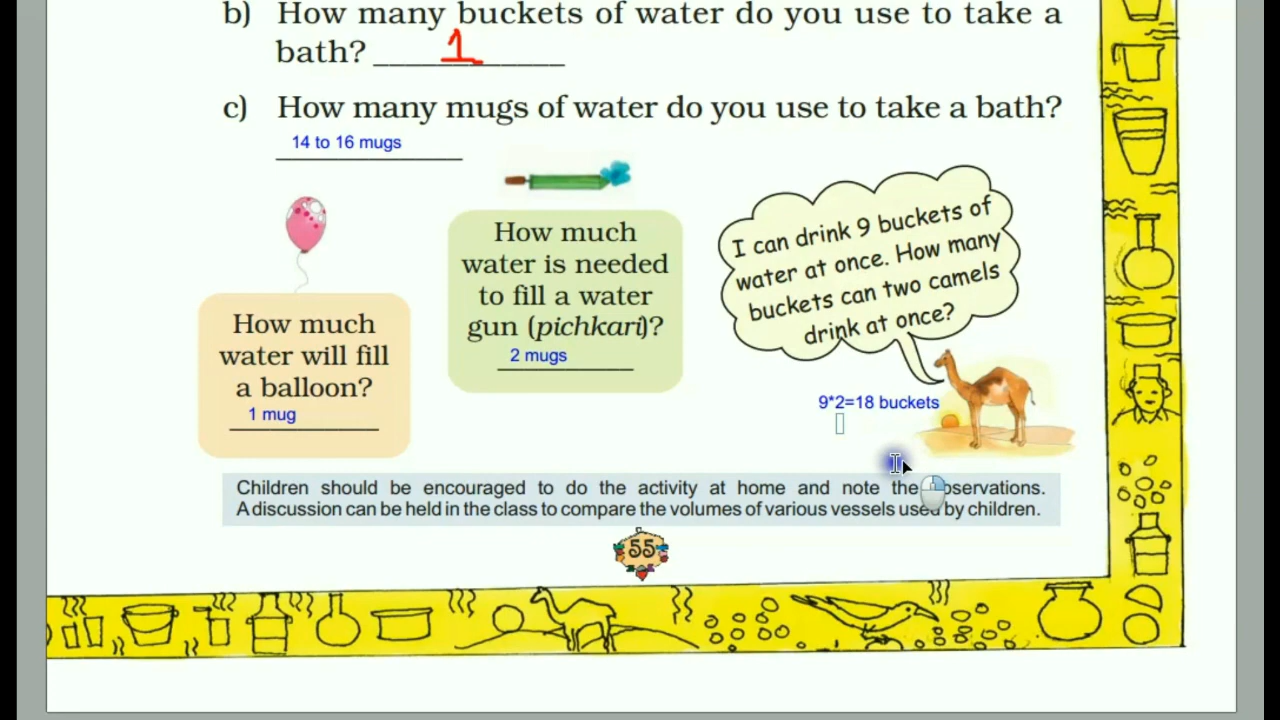 b) How many buckets of water do you use to take a
bath? 1
c) How many mugs of water do you use to take a bath?
14 to 16 mugs
How much
water will fill
a balloon?
1 mug
How much
water is needed
to fill a water
gun (pichkari)?
2 mugs
I can drink 9 buckets of
water at once. How many
buckets can two camels
drink at once?
9*2=18 buckets
Children should be encouraged to do the activity at home and note the observations.
A discussion can be held in the class to compare the volumes of various vessels used by children.
55